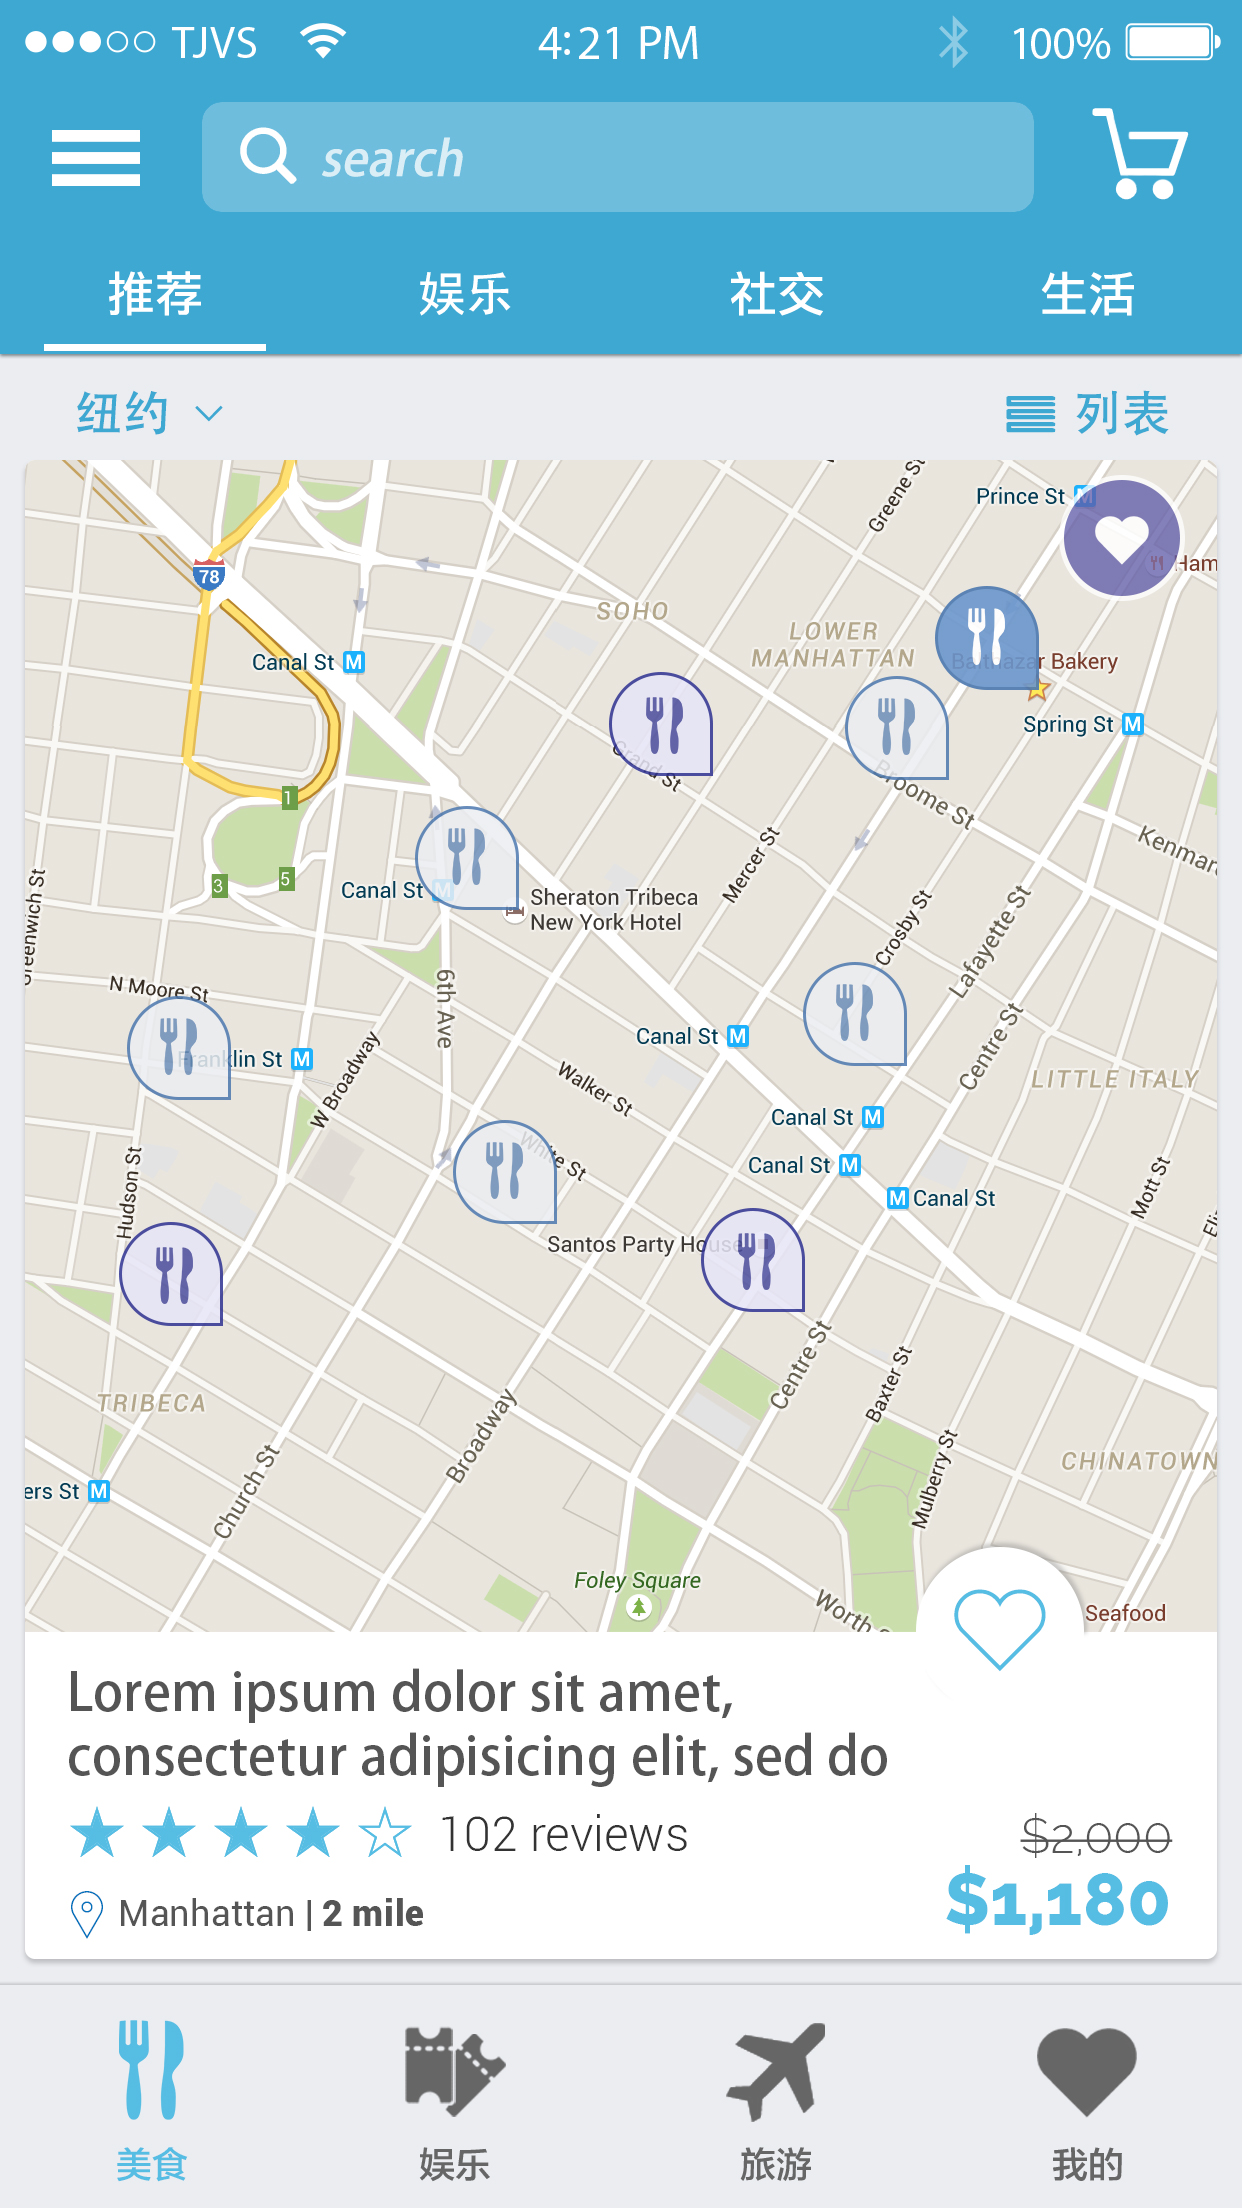 TJVS 4:21 PM 100%
search
推荐 娱乐 社交 生活
纽约 列表
Prince St M
Greene St
78
Ham
SOHO
LOWER
MANHATTAN
Canal St M
Balthazar Bakery
Spring St M
Grand St
Broome St
1
Kenmar
Mercer St
3
5
Canal St M
Sheraton Tribeca
New York Hotel
Greenwich St
Crosby St
Lafayette St
N Moore St
6th Ave
Canal St M
Franklin St M
W Broadway
Walker St
Centre St
LITTLE ITALY
Canal St M
White St
Canal St M
Hudson St
M Canal St
Mott St
Santos Party House
Centre St
Baxter St
TRIBECA
Broadway
Church St
Mulberry St
CHINATOWN
ers St M
Foley Square
Worth
Seafood
Lorem ipsum dolor sit amet,
consectetur adipisicing elit, sed do
102 reviews
$2,000
$1,180
Manhattan | 2 mile
美食 娱乐 旅游 我的